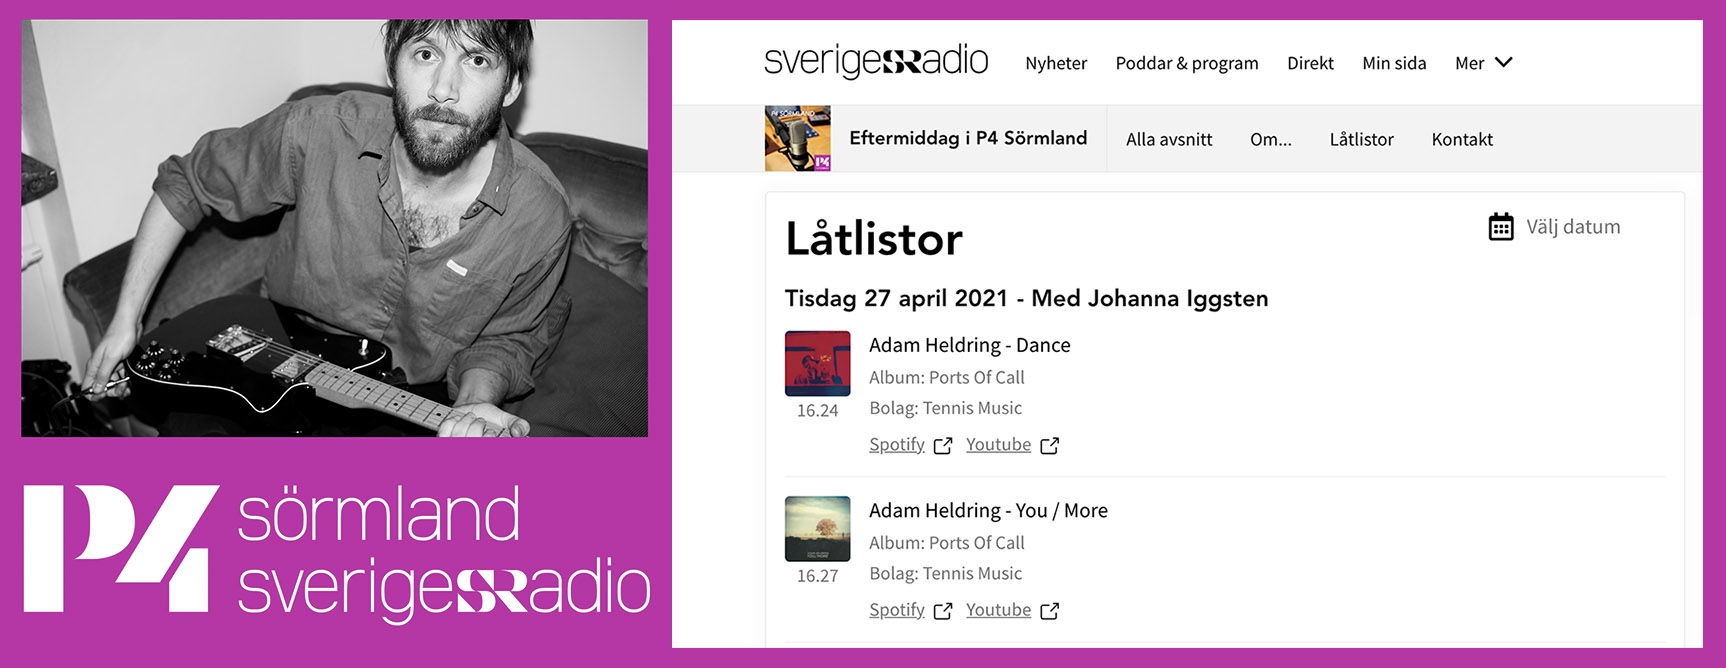 P4 sörmland
sverigesradio
sverigesradio
Nyheter
Poddar & program
Direkt
Min sida
Mer
P4 SÖRMLAND
P4
Eftermiddag i P4 Sörmland
Alla avsnitt
Om...
Låtlistor
Kontakt
Låtlistor
Välj datum
Tisdag 27 april 2021 - Med Johanna Iggsten
Adam Heldring - Dance
Album: Ports Of Call
Bolag: Tennis Music
16.24
Spotify
Youtube
Adam Heldring - You / More
Album: Ports Of Call
Bolag: Tennis Music
16.27
Spotify
Youtube